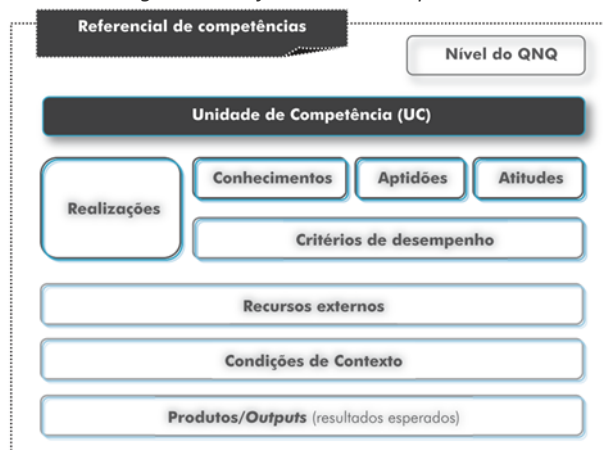 Referencial de competências
Nível do QNQ
Unidade de Competência (UC)
Conhecimentos
Aptidões
Atitudes
Realizações
Critérios de desempenho
Recursos externos
Condições de Contexto
Produtos/Outputs (resultados esperados)